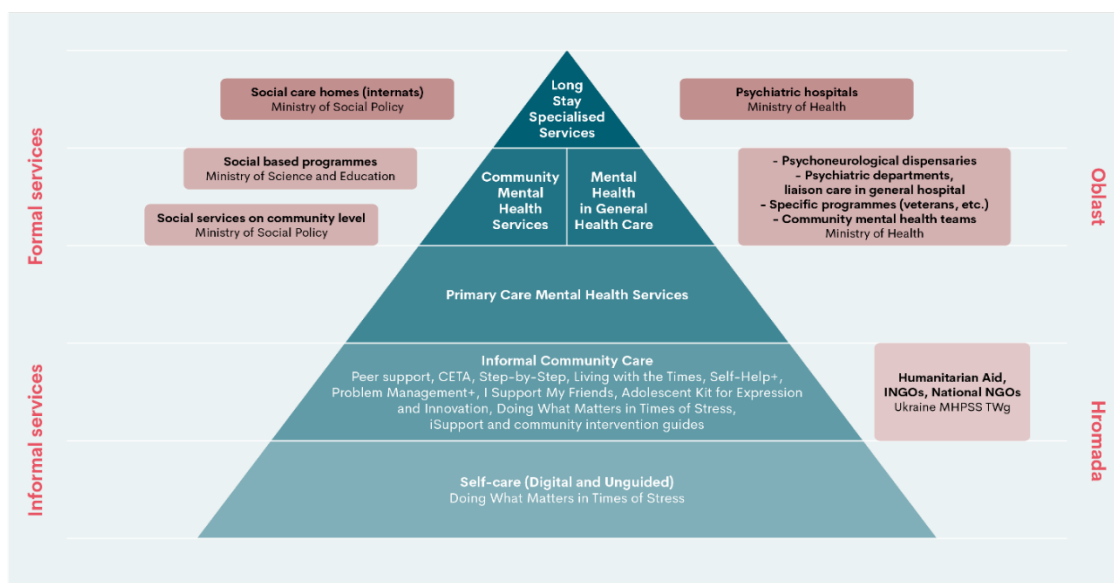 Social care homes (internats)
Ministry of Social Policy
Long
Stay
Specialised
Services
Psychiatric hospitals
Ministry of Health
Formal services
Social based programmes
Ministry of Science and Education
Social services on community level
Ministry of Social Policy
Community
Mental
Health
Services
Mental
Health
in General
Health Care
- Psychoneurological dispensaries
- Psychiatric departments,
liaison care in general hospital
- Specific programmes (veterans, etc.)
- Community mental health teams
Ministry of Health
Oblast
Primary Care Mental Health Services
Informal services
Informal Community Care
Peer support, CETA, Step-by-Step, Living with the Times, Self-Help+,
Problem Management+, I Support My Friends, Adolescent Kit for Expression
and Innovation, Doing What Matters in Times of Stress,
iSupport and community intervention guides
Humanitarian Aid,
INGOs, National NGOs
Ukraine MHPSS TWg
Hromada
Self-care (Digital and Unguided)
Doing What Matters in Times of Stress